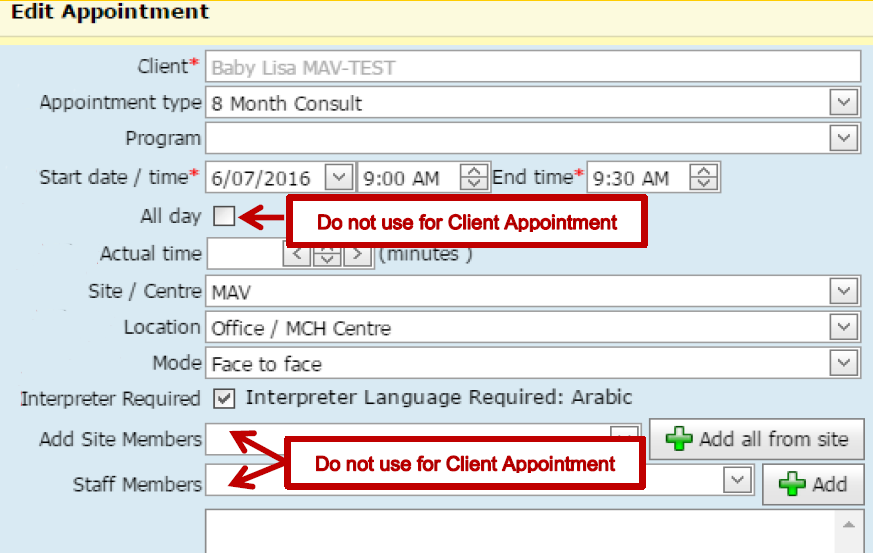 Edit Appointment
Client* Baby Lisa MAV-TEST
Appointment type 8 Month Consult
Program
Start date / time* 6/07/2016 9:00 AM End time* 9:30 AM
All day Do not use for Client Appointment
Actual time < > (minutes )
Site / Centre MAV
Location Office / MCH Centre
Mode Face to face
Interpreter Required Interpreter Language Required: Arabic
Add Site Members Add all from site
Do not use for Client Appointment
Staff Members Add